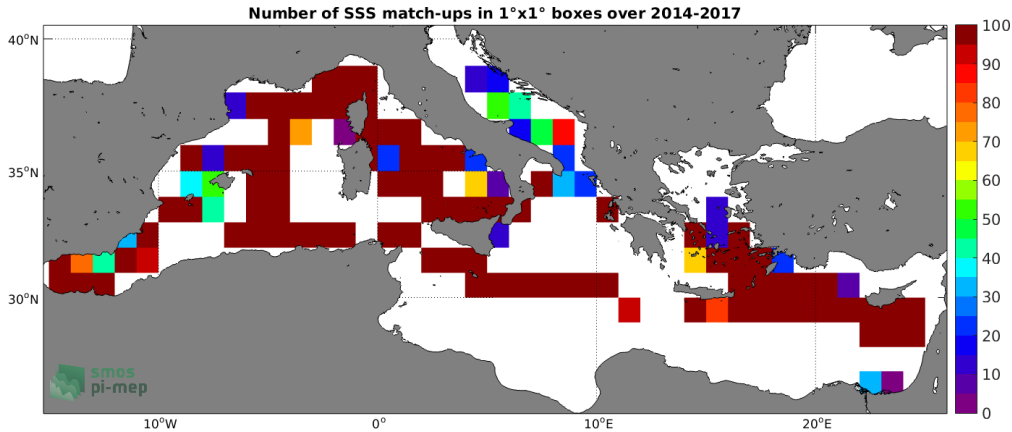 Number of SSS match-ups in 1°x1° boxes over 2014-2017
40°N
35°N
30°N
10°W
0°
10°E
20°E
100
90
80
70
60
50
40
30
20
10
0
smos
pi-mep